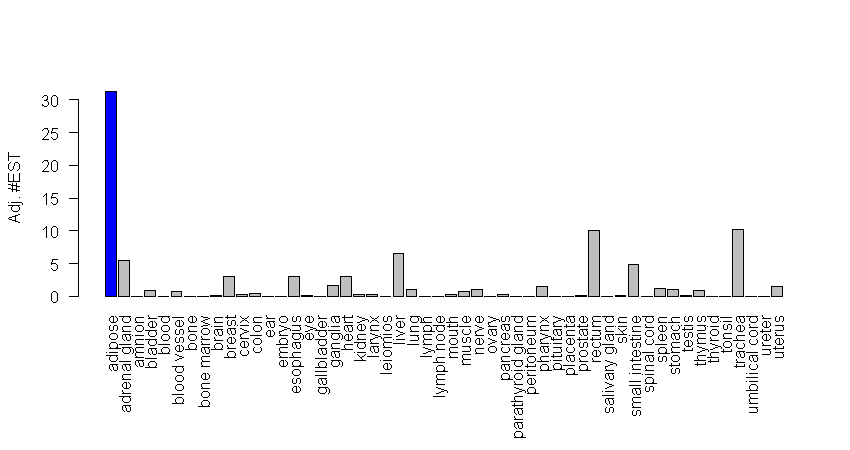 Adj. #EST
30
25
20
15
10
5
0
adipose
adrenal gland
amnion
bladder
blood
blood vessel
bone
bone marrow
brain
breast
cervix
colon
ear
embryo
esophagus
eye
gallbladder
ganglia
heart
kidney
larynx
leiomios
liver
lung
lymph
lymph node
mouth
muscle
nerve
ovary
pancreas
parathyroid gland
peritoneum
pharynx
pituitary
placenta
prostate
rectum
salivary gland
skin
small intestine
spinal cord
spleen
stomach
testis
thymus
thyroid
tonsil
trachea
umbilical cord
ureter
uterus